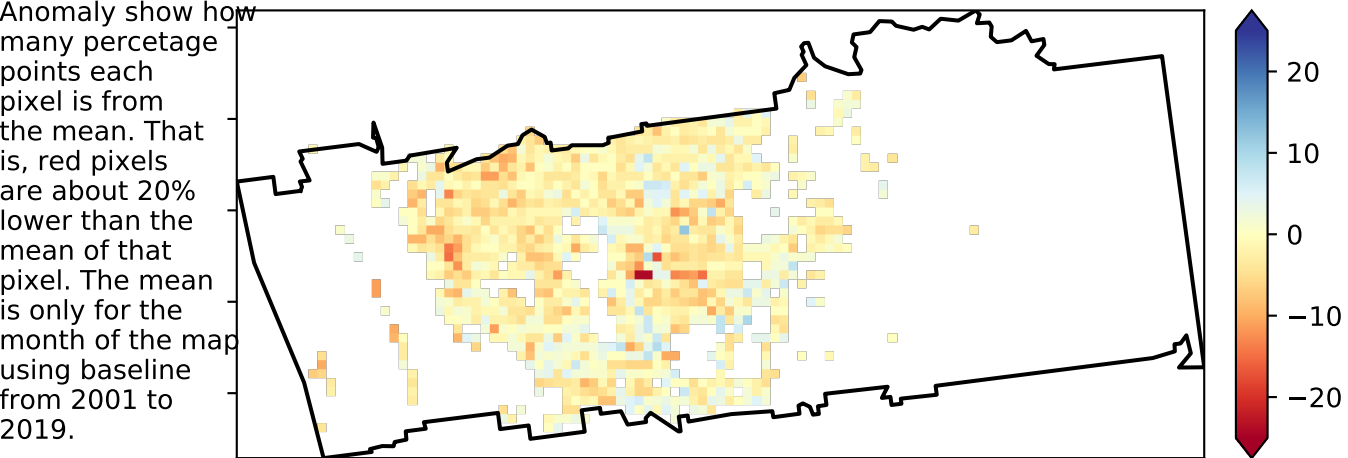 Anomaly show how
many percetage
points each
pixel is from
the mean. That
is, red pixels
are about 20%
lower than the
mean of that
pixel. The mean
is only for the
month of the map
using baseline
from 2001 to
2019.
20
10
0
−10
−20